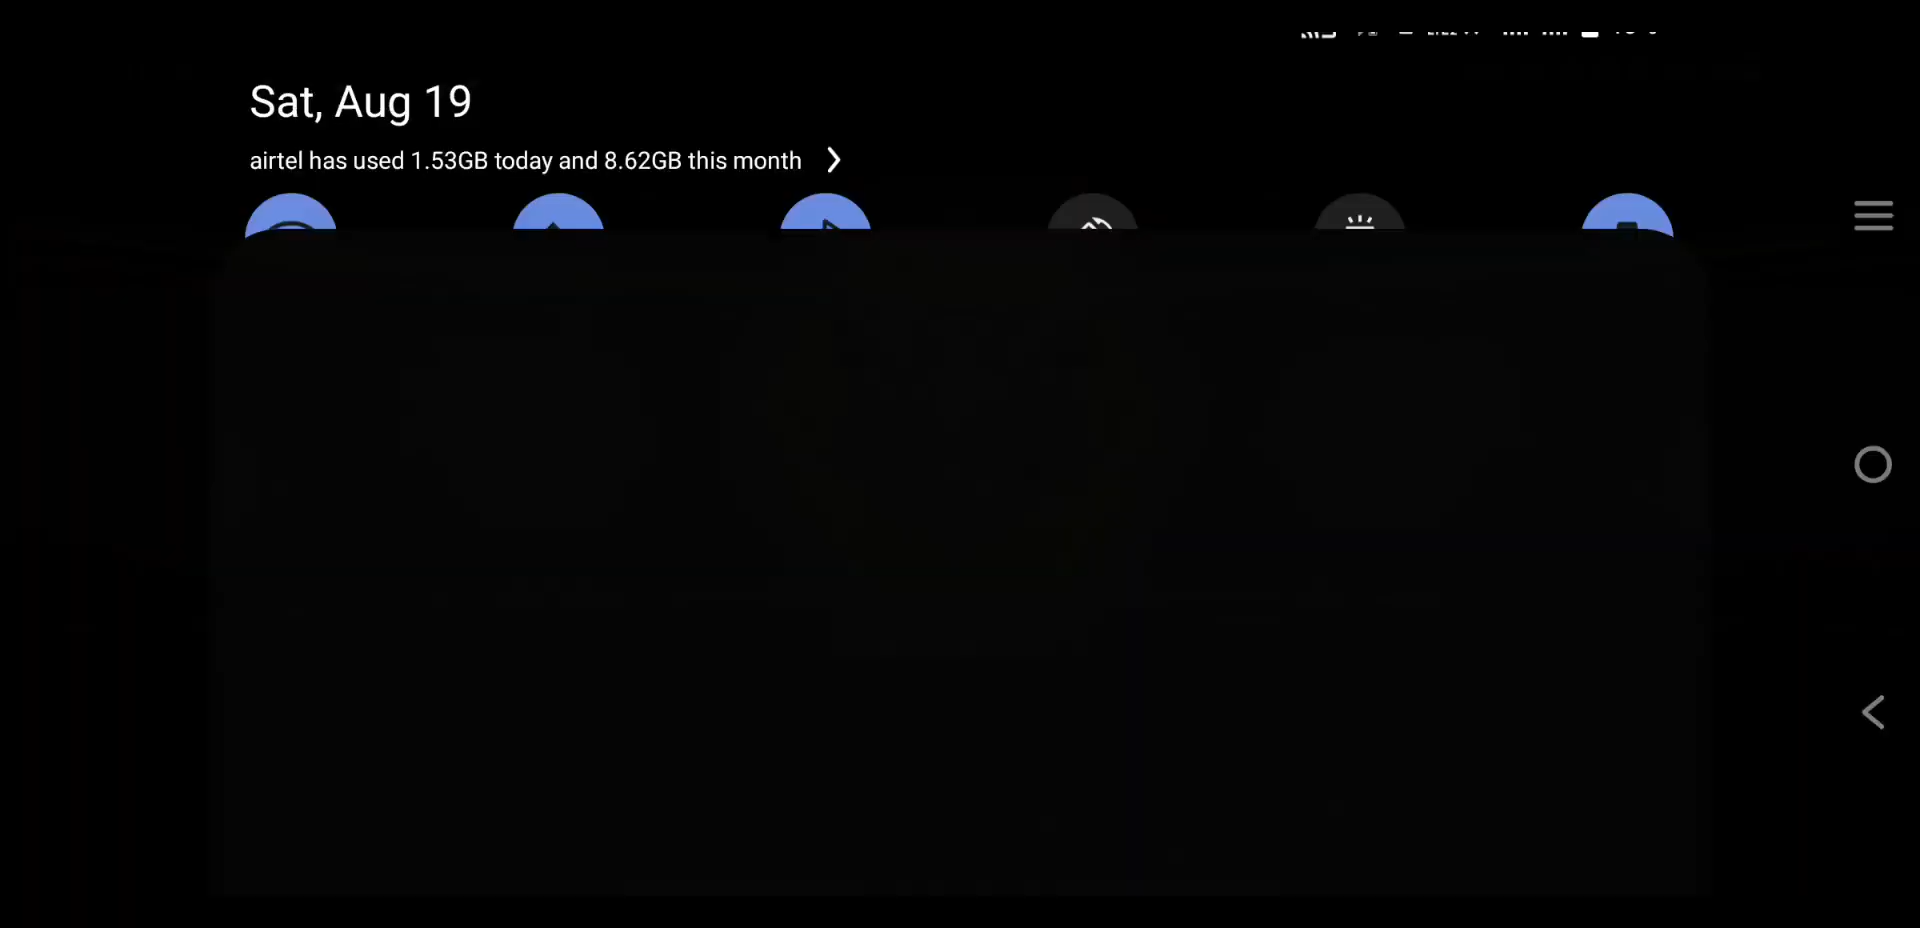 Sat, Aug 19
airtel has used 1.53GB today and 8.62GB this month